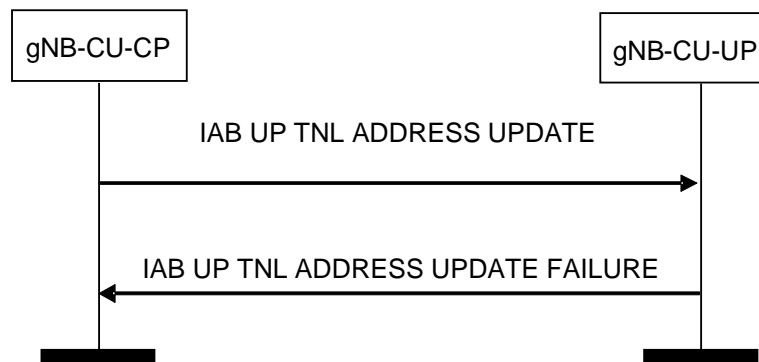 gNB-CU-CP
gNB-CU-UP
IAB UP TNL ADDRESS UPDATE
IAB UP TNL ADDRESS UPDATE FAILURE